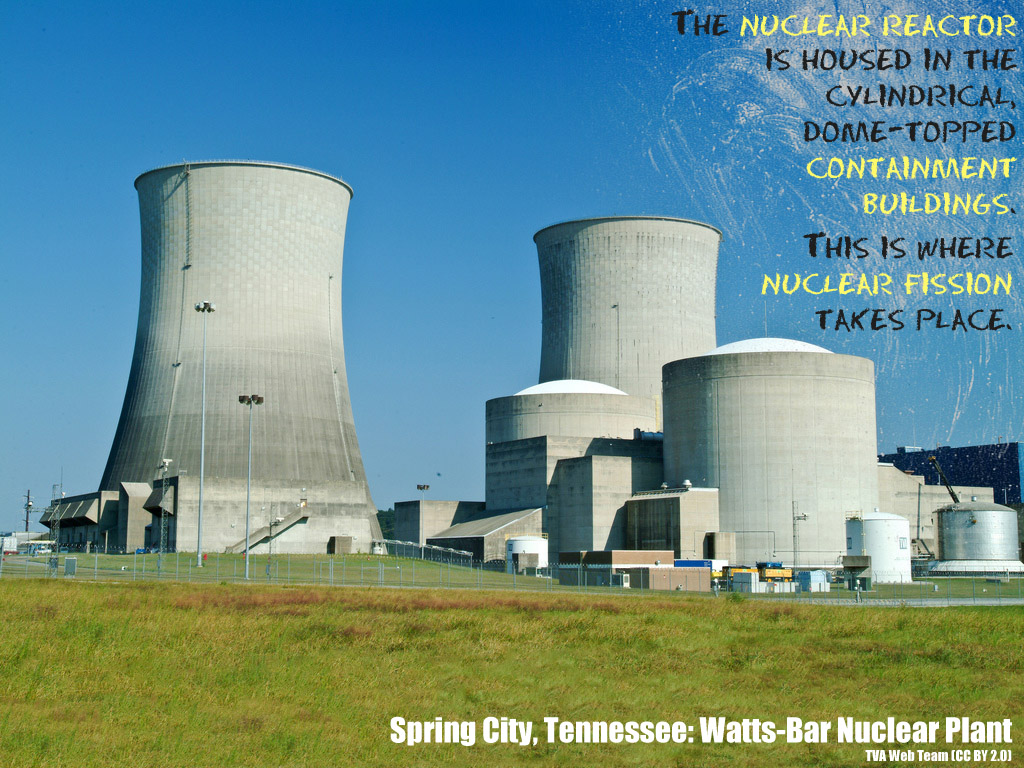 The nuclear reactor
is housed in the
cylindrical,
dome-topped
containment
buildings.
This is where
nuclear fission
takes place.
Spring City, Tennessee: Watts-Bar Nuclear Plant
TVA Web Team (CC BY 2.0)